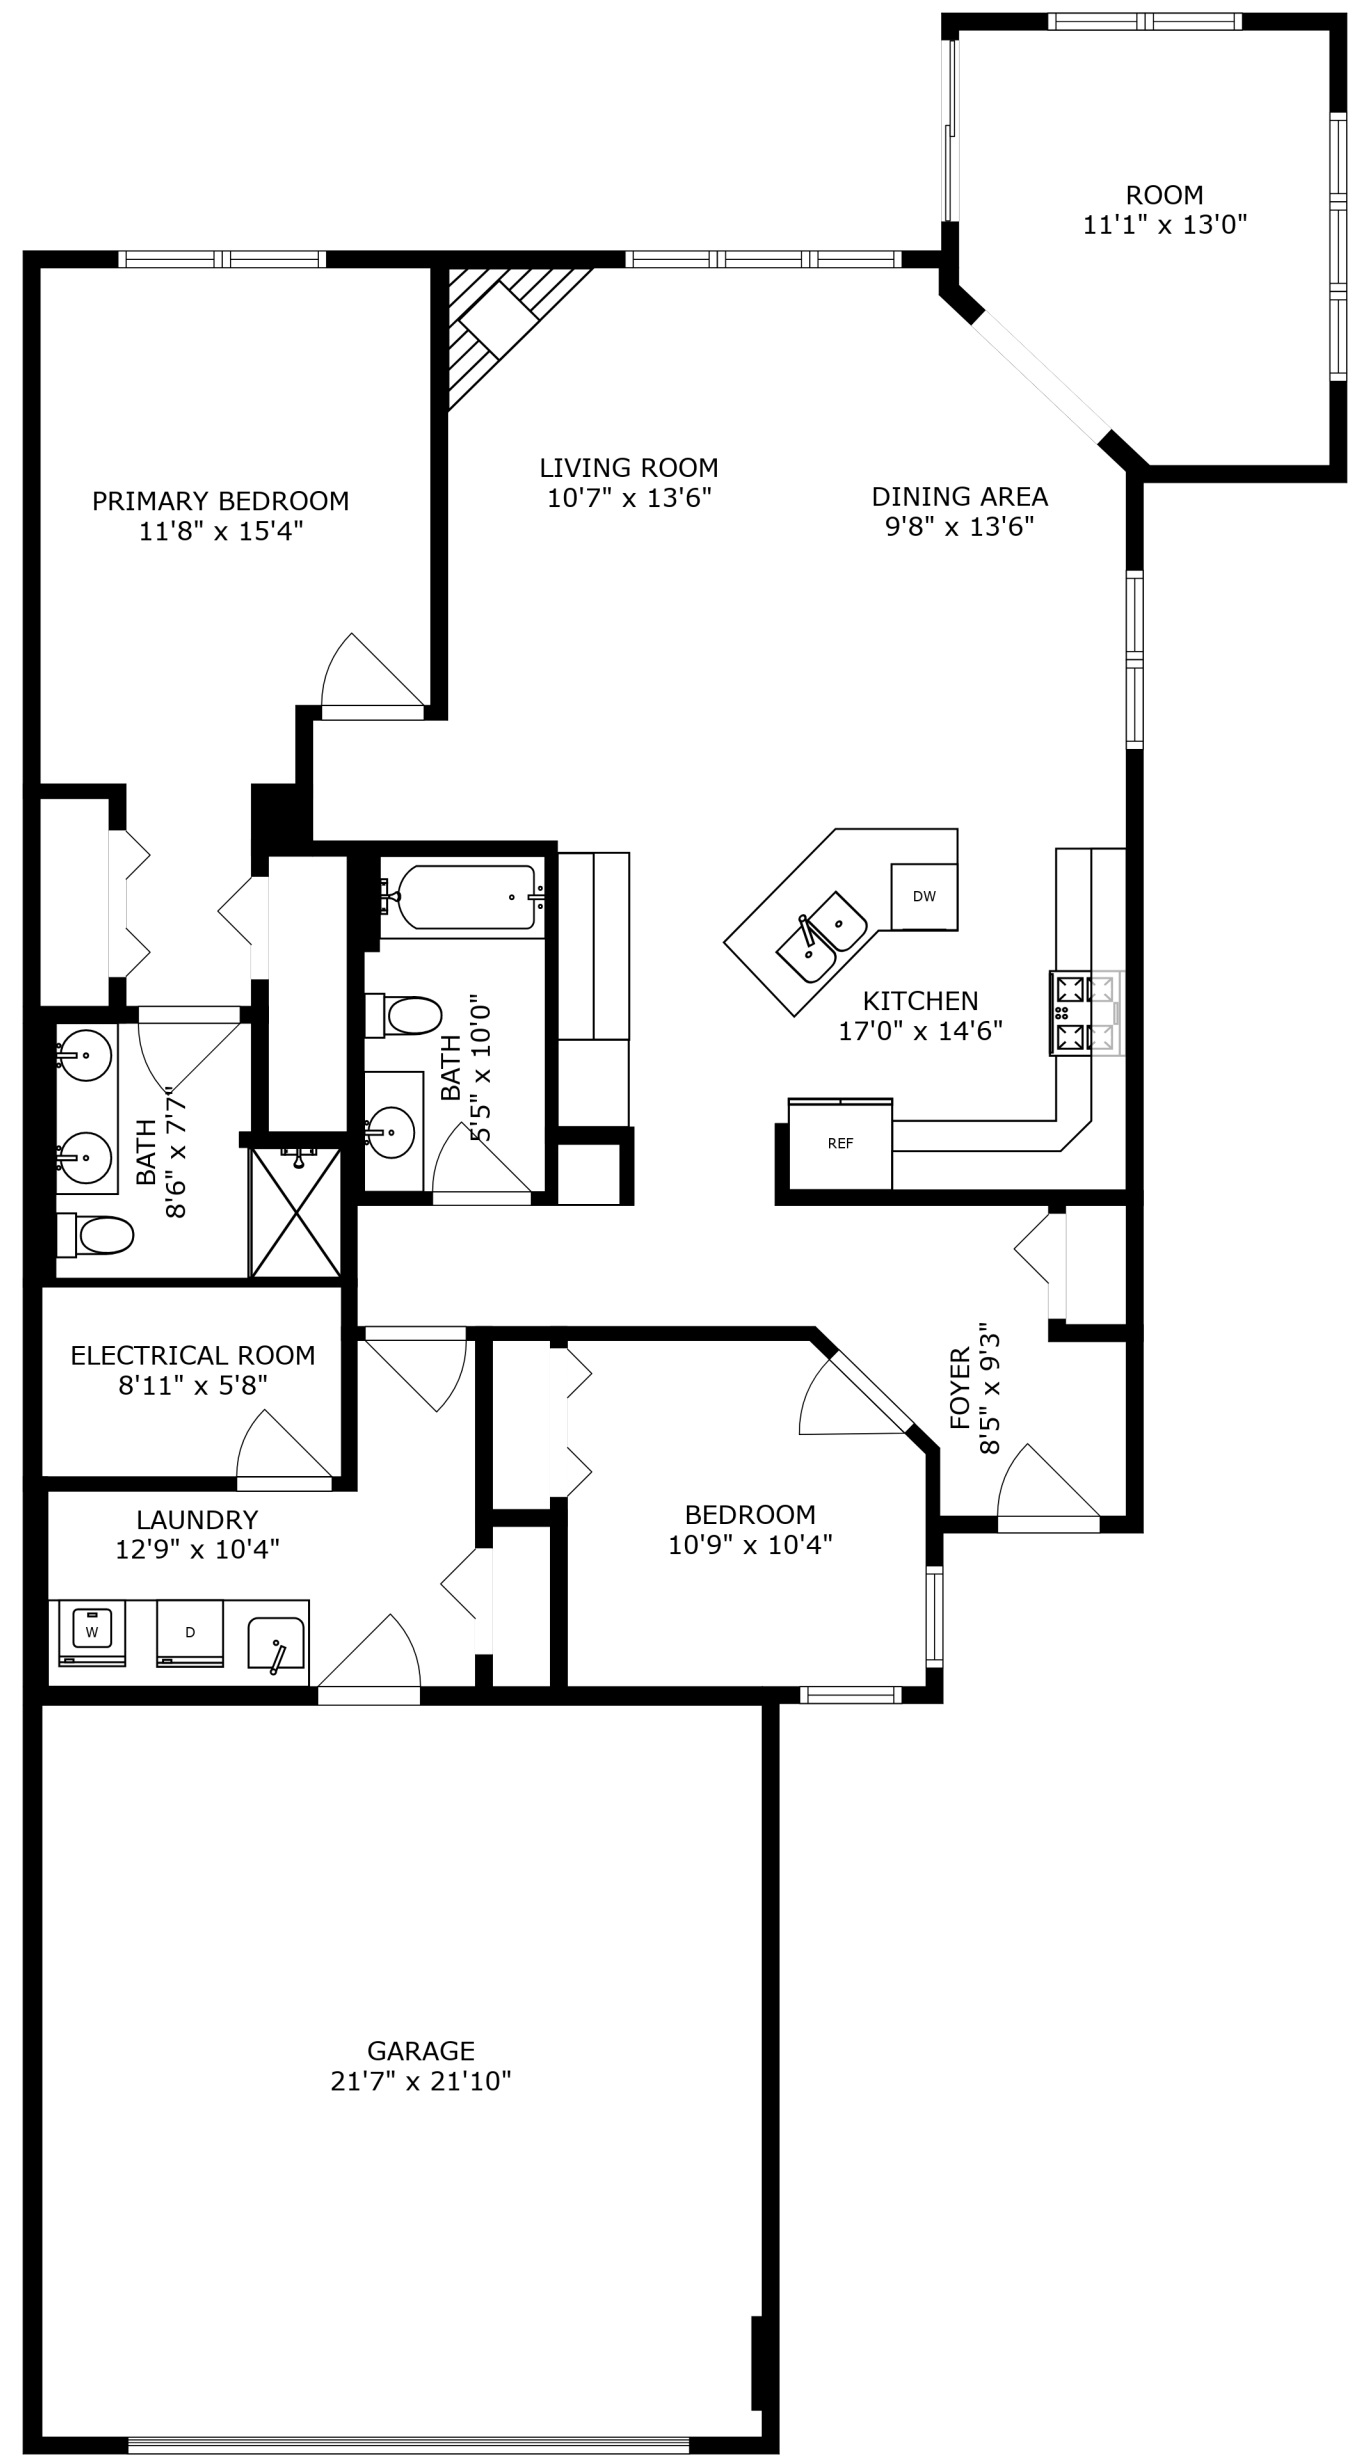 ROOM
11'1" x 13'0"
LIVING ROOM
10'7" x 13'6"
DINING AREA
9'8" x 13'6"
PRIMARY BEDROOM
11'8" x 15'4"
DW
KITCHEN
17'0" x 14'6"
BATH
5'5" x 10'0"
REF
BATH
8'6" x 7'7"
ELECTRICAL ROOM
8'11" x 5'8"
FOYER
8'5" x 9'3"
LAUNDRY
12'9" x 10'4"
BEDROOM
10'9" x 10'4"
W
D
GARAGE
21'7" x 21'10"